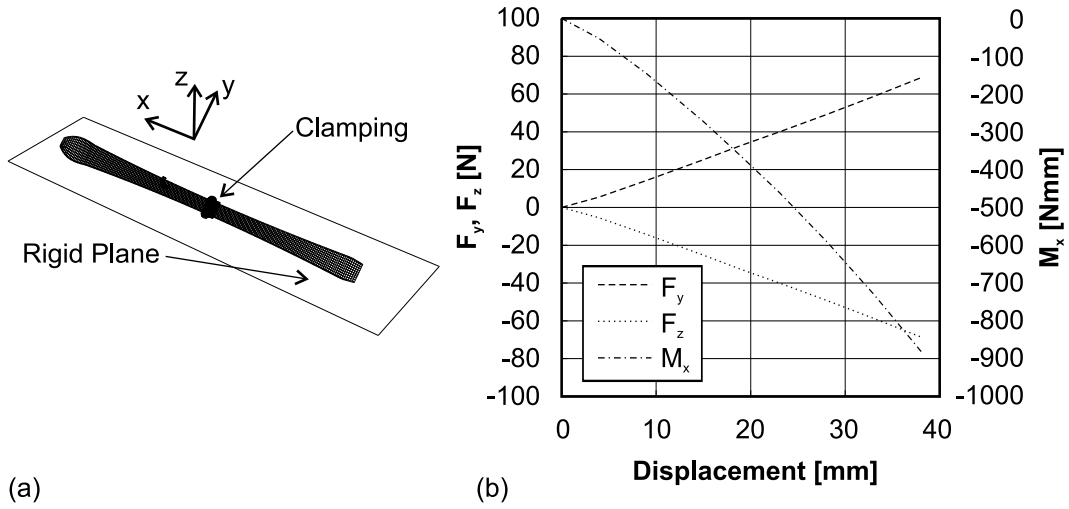 z
y
x
Clamping
Rigid Plane
(a)
100
80
60
40
20
0
-20
-40
-60
-80
-100
F_y, F_z [N]
0
-100
-200
-300
-400
-500
-600
-700
-800
-900
-1000
M_x [Nmm]
F_y
F_z
M_x
0 10 20 30 40
Displacement [mm]
(b)